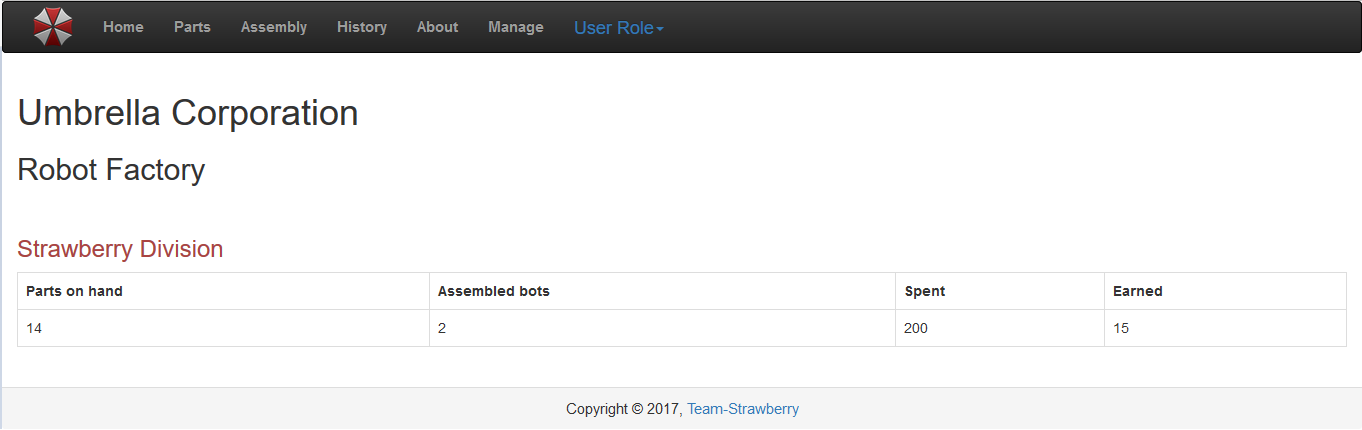 Home Parts Assembly History About Manage User Role
Umbrella Corporation
Robot Factory
Strawberry Division
Parts on hand Assembled bots Spent Earned
14 2 200 15
Copyright © 2017, Team-Strawberry